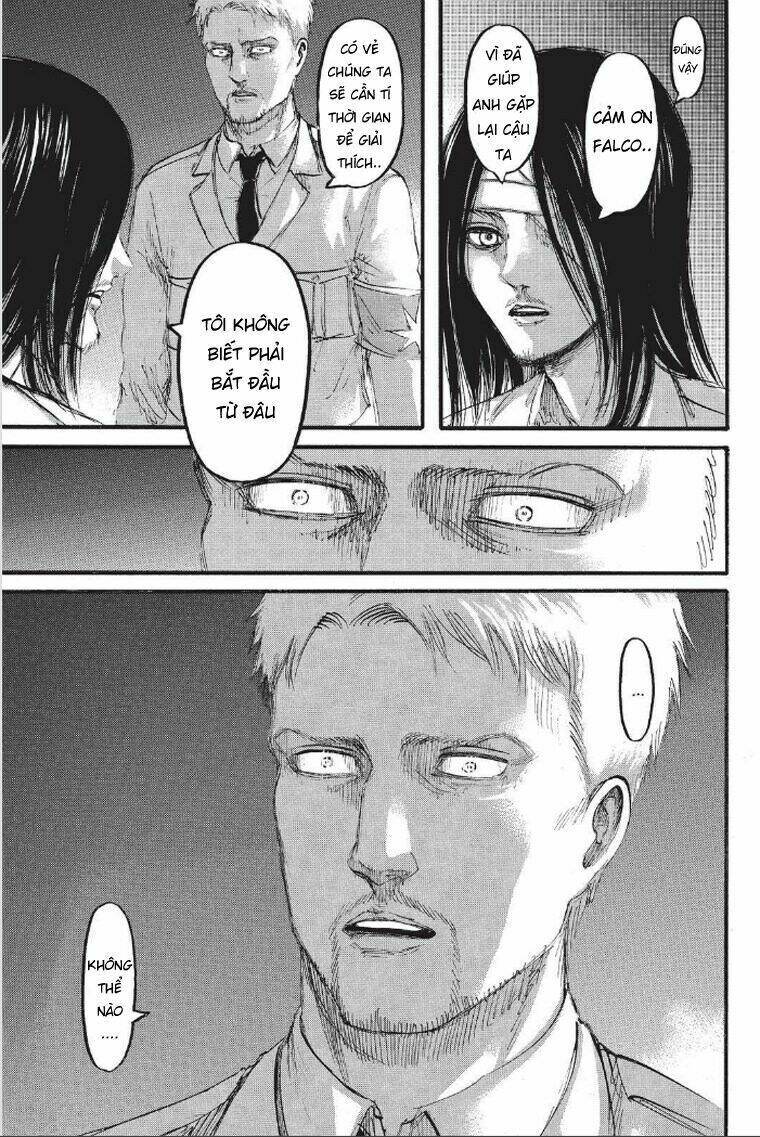 ĐÚNG
VẬY
CẢM ƠN
FALCO..
VÌ ĐÃ
GIÚP
ANH GẶP
LẠI CẬU
TA
CÓ VẺ
CHÚNG TA
SẼ CẦN TÍ
THỜI GIAN
ĐỂ GIẢI
THÍCH..
TÔI KHÔNG
BIẾT PHẢI
BẮT ĐẦU
TỪ ĐÂU
...
KHÔNG
THỂ
NÀO
....